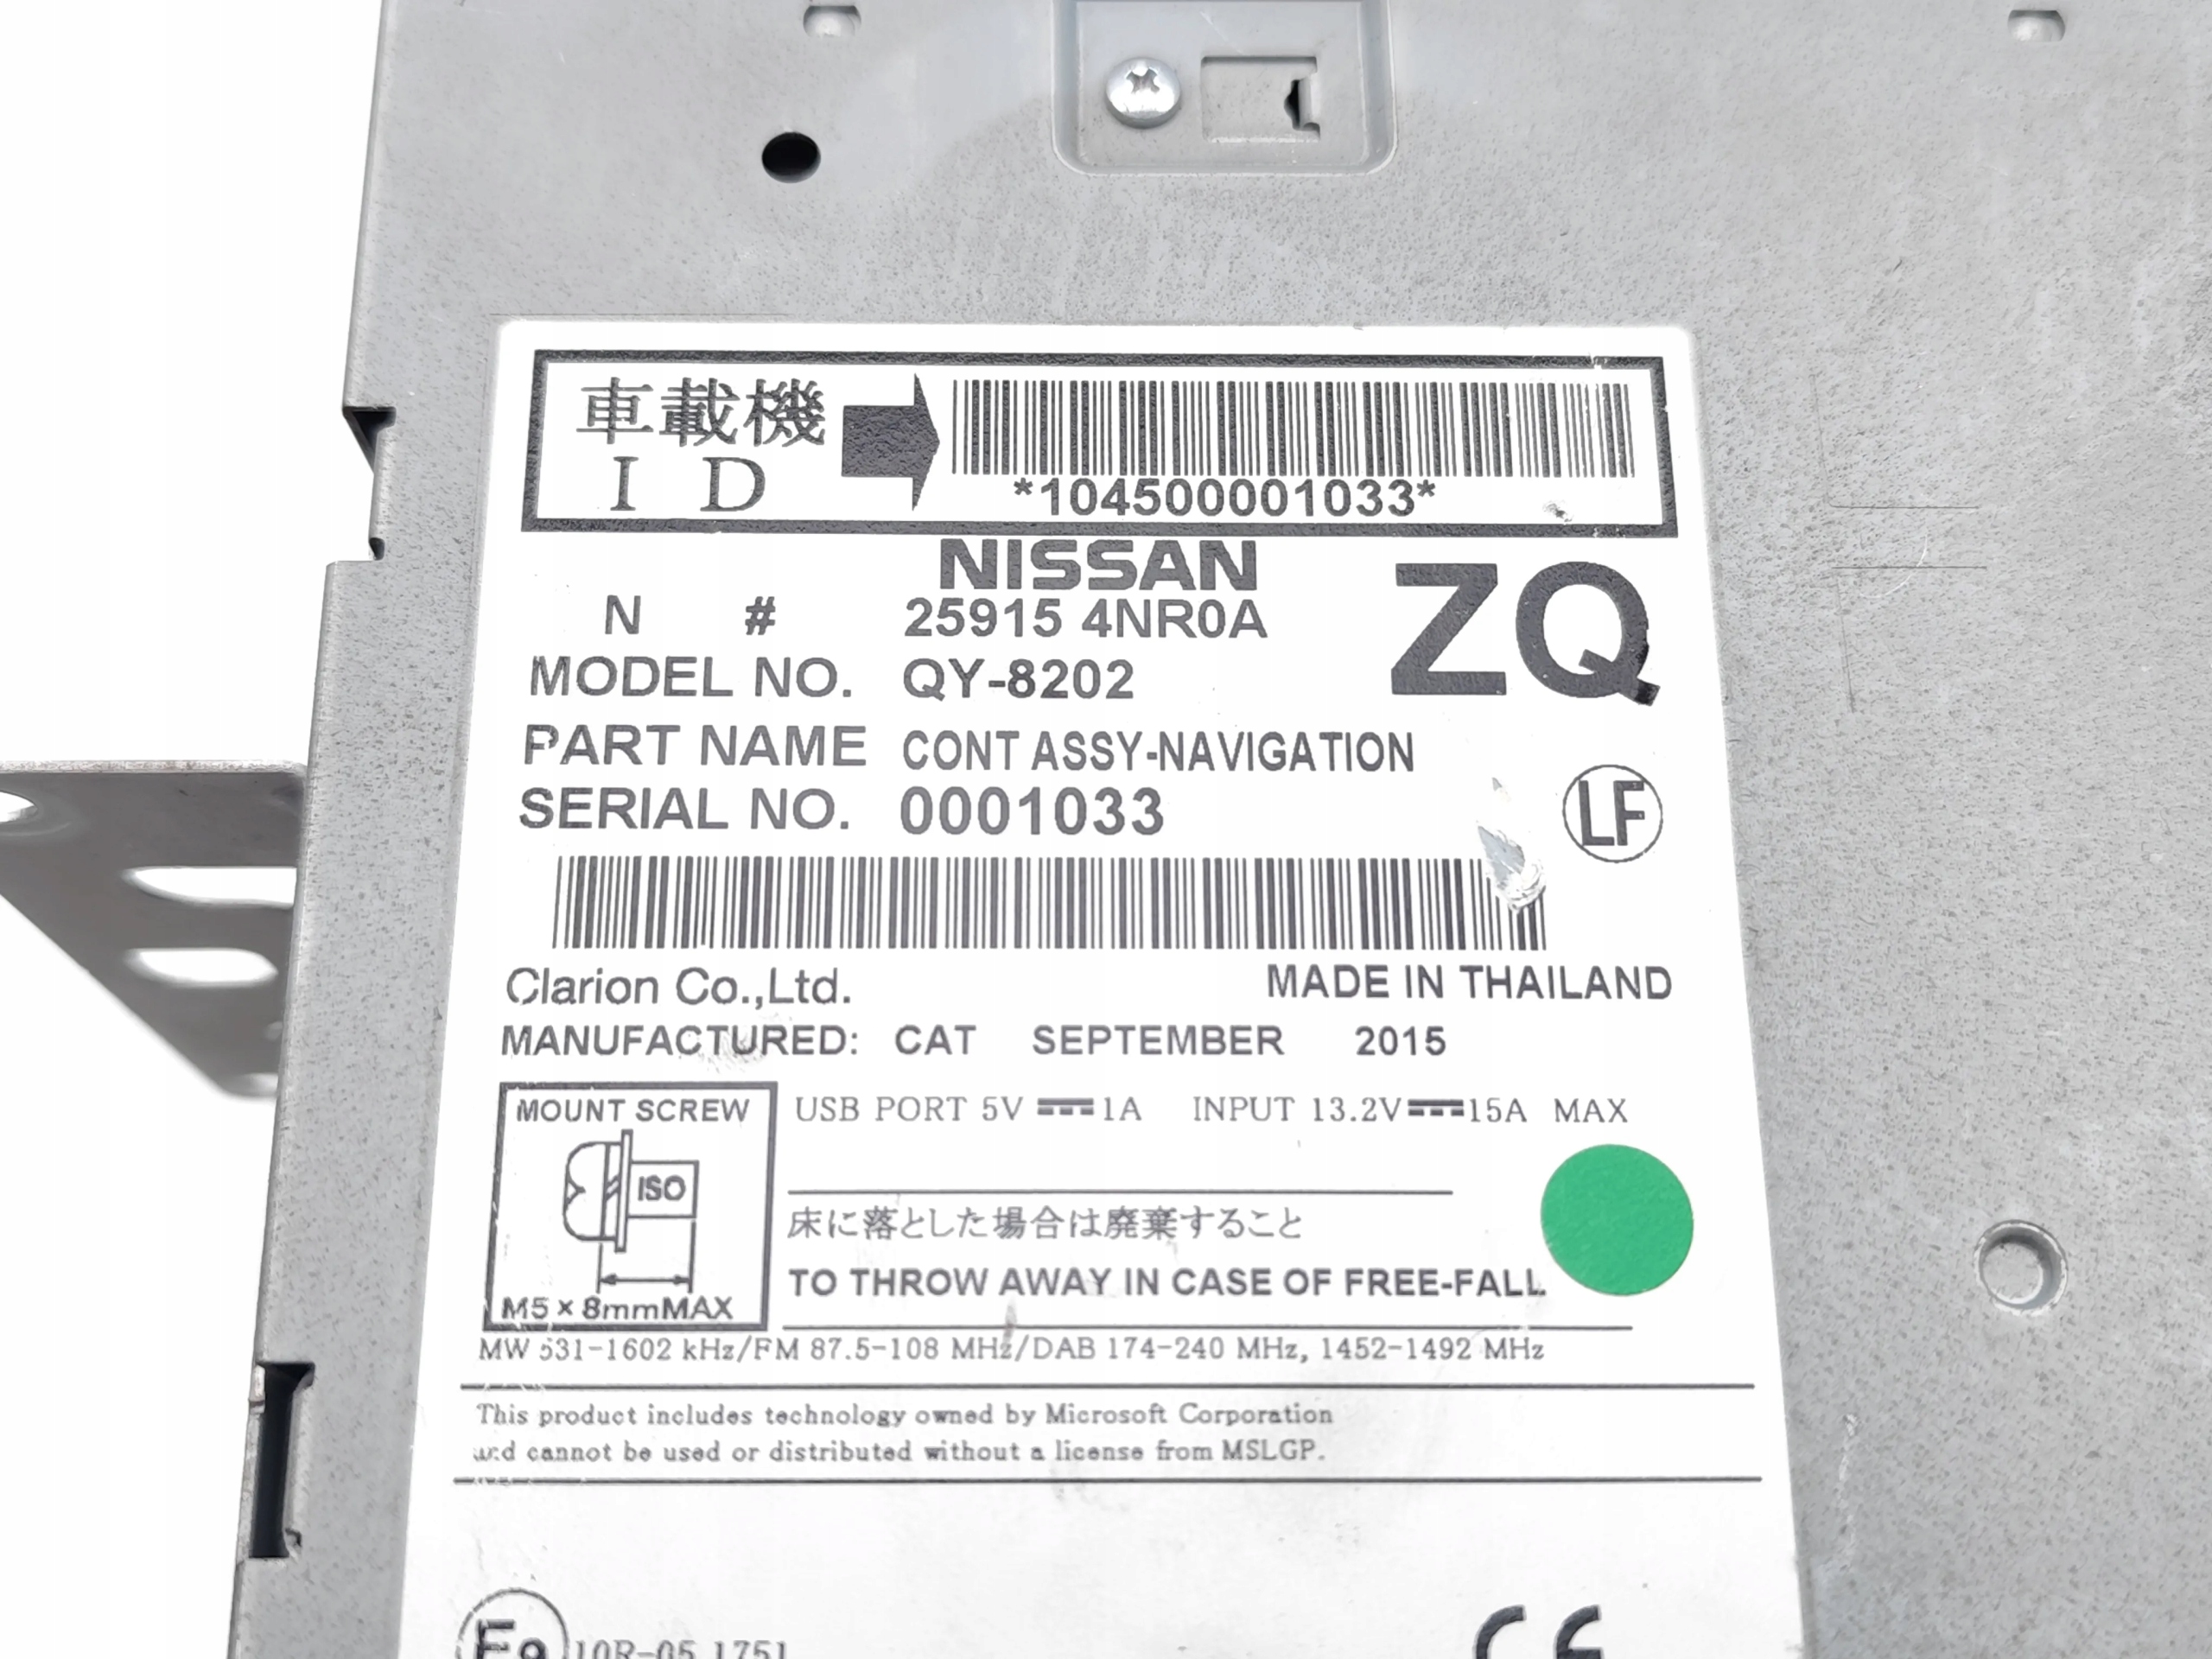 車載機
I D
*104500001033*
NISSAN
N # 25915 4NR0A
ZQ
MODEL NO. QY-8202
PART NAME CONT ASSY-NAVIGATION
SERIAL NO. 0001033
LF
Clarion Co.,Ltd. MADE IN THAILAND
MANUFACTURED: CAT SEPTEMBER 2015
MOUNT SCREW
ISO
M5×8mmMAX
USB PORT 5V ⎓ 1A INPUT 13.2V ⎓ 15A MAX
床に落とした場合は廃棄すること
TO THROW AWAY IN CASE OF FREE-FALL
MW 531-1602 kHz/FM 87.5-108 MHz/DAB 174-240 MHz, 1452-1492 MHz
This product includes technology owned by Microsoft Corporation
and cannot be used or distributed without a license from MSLGP.
E9 10R-05 1751
CE